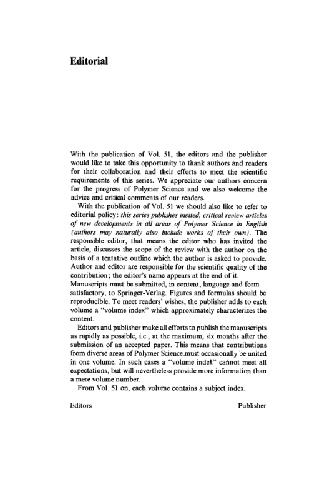 Editorial
With the publication of Vol. 51, the editors and the publisher
would like to take this opportunity to thank authors and readers
for their collaboration and their efforts to meet the scientific
requirements of this series. We appreciate our authors concern
for the progress of Polymer Science and we also welcome the
advice and critical comments of our readers.
With the publication of Vol. 51 we should also like to refer to
editorial policy: this series publishes invited, critical review articles
of new developments in all areas of Polymer Science in English
(authors may naturally also include works of their own). The
responsible editor, that means the editor who has invited the
article, discusses the scope of the review with the author on the
basis of a tentative outline which the author is asked to provide.
Author and editor are responsible for the scientific quality of the
contribution; the editor's name appears at the end of it.
Manuscripts must be submitted, in content, language and form
satisfactory, to Springer-Verlag. Figures and formulas should be
reproducible. To meet readers' wishes, the publisher adds to each
volume a "volume index" which approximately characterizes the
content.
Editors and publisher make all efforts to publish the manuscripts
as rapidly as possible, i.e., at the maximum, six months after the
submission of an accepted paper. This means that contributions
from diverse areas of Polymer Science must occasionally be united
in one volume. In such cases a "volume index" cannot meet all
expectations, but will nevertheless provide more information than
a mere volume number.
From Vol. 51 on, each volume contains a subject index.
Editors Publisher